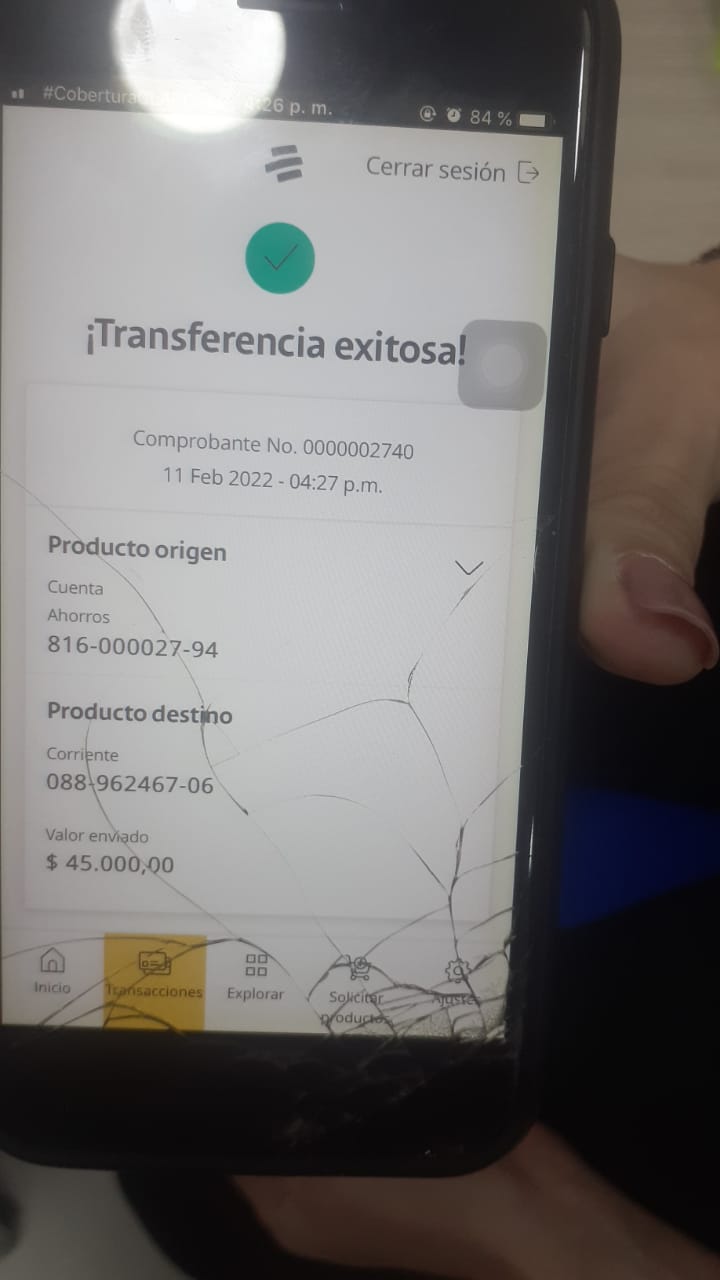 #Cobertura 4:26 p. m. 84 %
Cerrar sesión
¡Transferencia exitosa!
Comprobante No. 0000002740
11 Feb 2022 - 04:27 p.m.
Producto origen
Cuenta
Ahorros
816-000027-94
Producto destino
Corriente
088-962467-06
Valor enviado
$ 45.000,00
Inicio
Transacciones
Explorar
Solicitar
productos
Ajustes